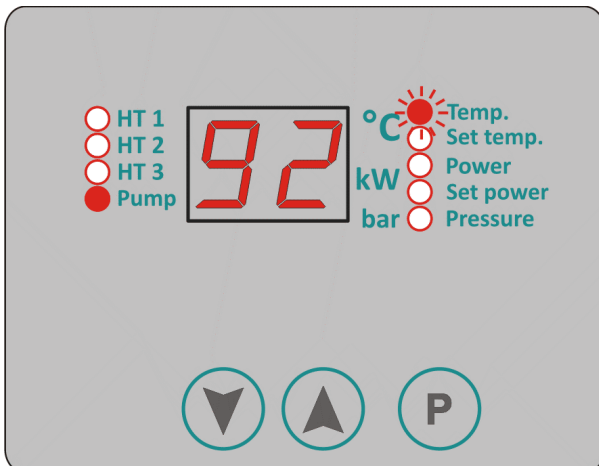 HT 1
HT 2
HT 3
Pump
92
°C
kW
bar
Temp.
Set temp.
Power
Set power
Pressure
P